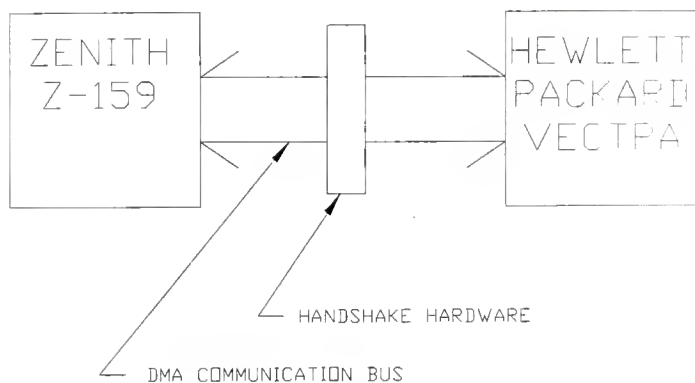 ZENITH
Z-159
HEWLETT
PACKARD
VECTPA
HANDSHAKE HARDWARE
DMA COMMUNICATION BUS